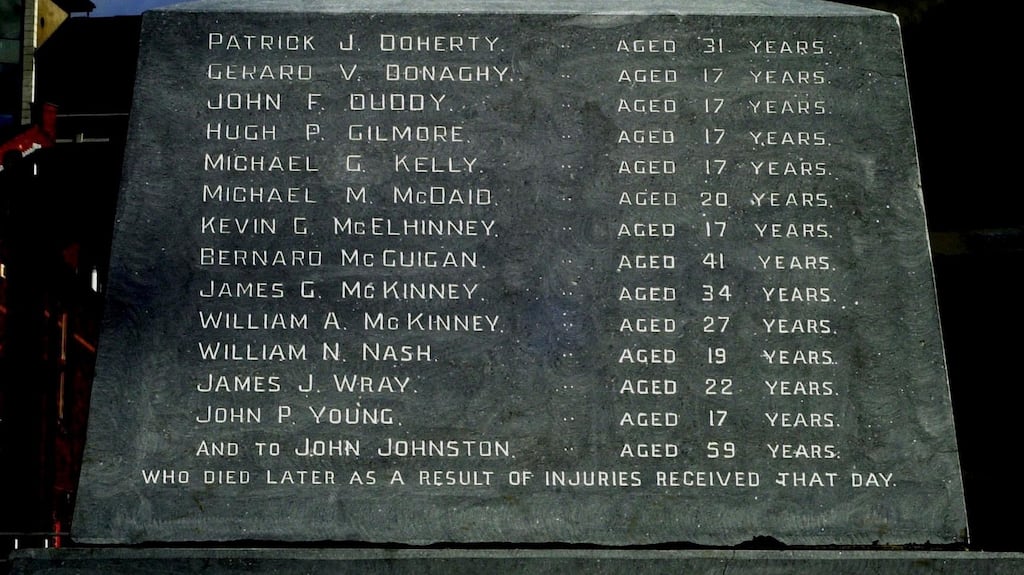 PATRICK J. DOHERTY. .. AGED 31 YEARS.
GERARD V. DONAGHY. .. AGED 17 YEARS.
JOHN F. DUDDY. .. AGED 17 YEARS.
HUGH P. GILMORE. .. AGED 17 YEARS.
MICHAEL G. KELLY. .. AGED 17 YEARS.
MICHAEL M. McDAID. .. AGED 20 YEARS.
KEVIN G. McELHINNEY. .. AGED 17 YEARS.
BERNARD McGUIGAN. .. AGED 41 YEARS.
JAMES G. McKINNEY. .. AGED 34 YEARS.
WILLIAM A. McKINNEY. .. AGED 27 YEARS.
WILLIAM N. NASH. .. AGED 19 YEARS.
JAMES J. WRAY. .. AGED 22 YEARS.
JOHN P. YOUNG. .. AGED 17 YEARS.
AND TO JOHN JOHNSTON. .. AGED 59 YEARS.
WHO DIED LATER AS A RESULT OF INJURIES RECEIVED THAT DAY.